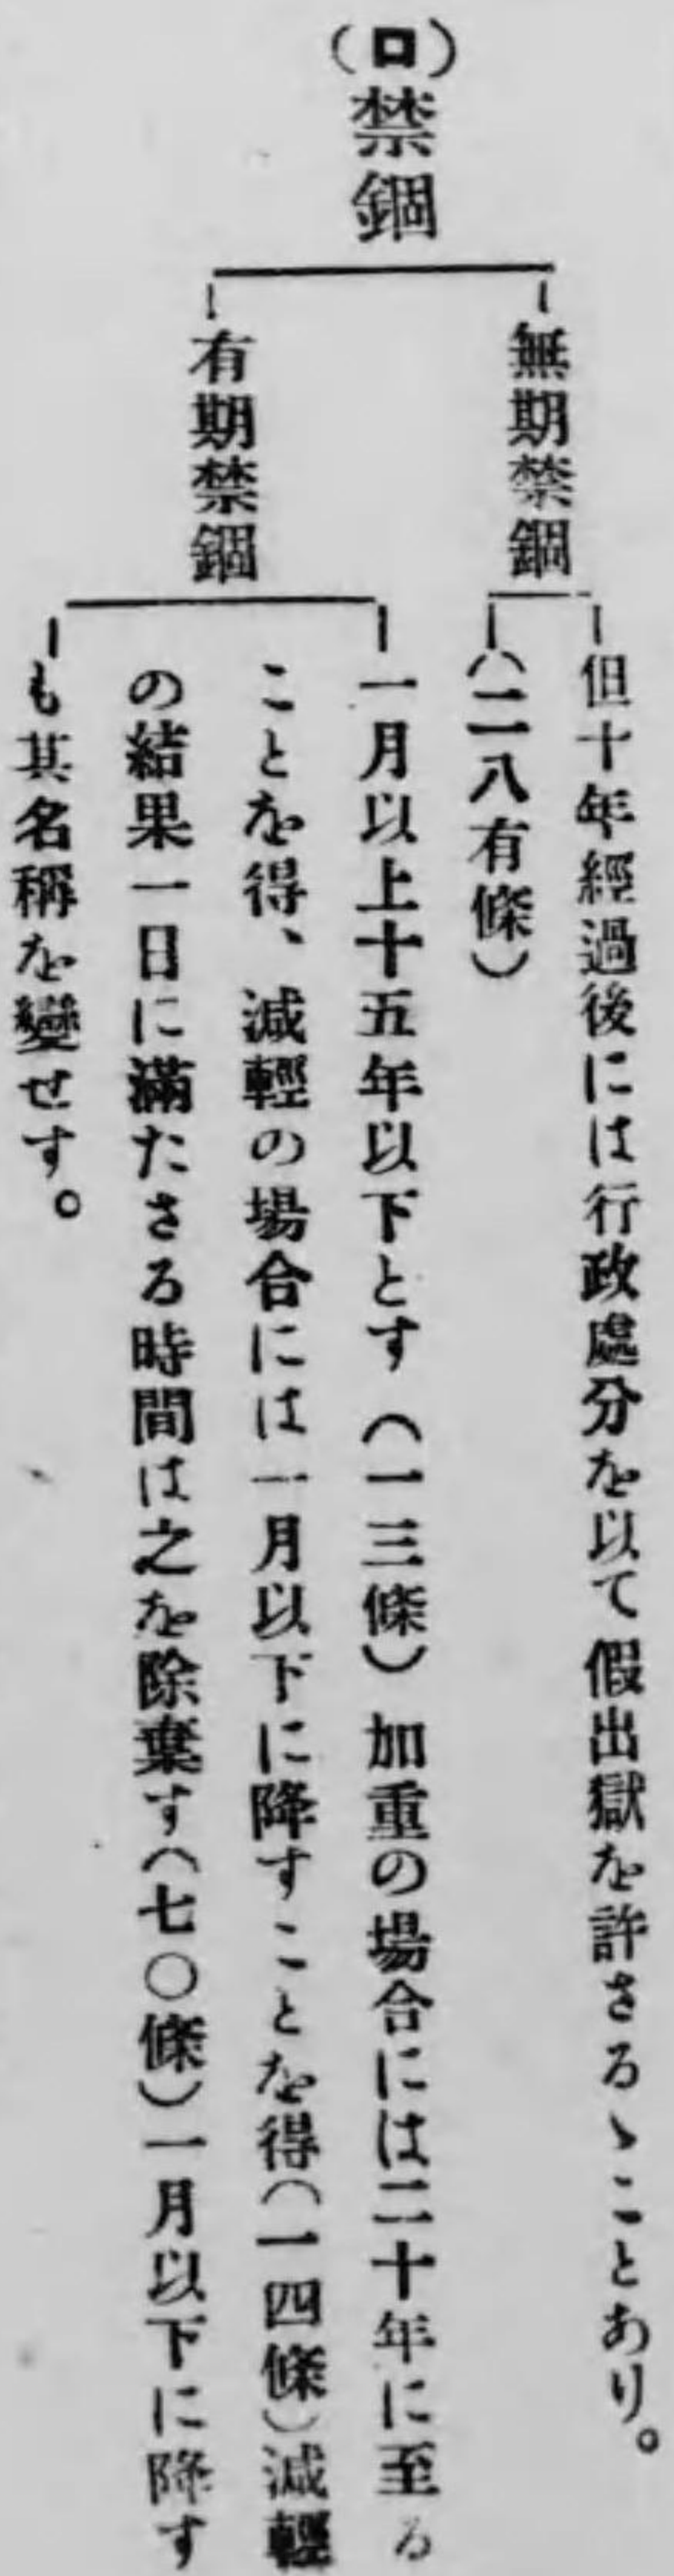 (ロ)禁錮
無期禁錮
但十年經過後には行政處分を以て假出獄を許さるゝことあり。
(二八有條)
有期禁錮
一月以上十五年以下とす(一三條)加重の場合には二十年に至る
ことを得、減輕の場合には一月以下に降すことを得(一四條)減輕
の結果一日に滿たさる時間は之を除棄す(七〇條)一月以下に降す
も其名稱を變せす。